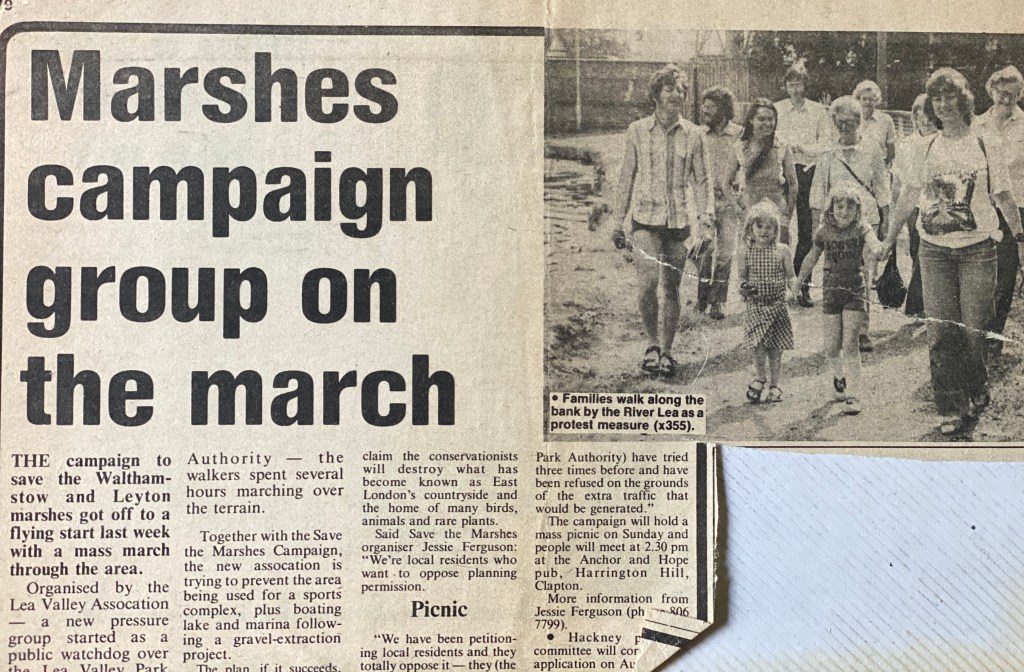 Marshes
campaign
group on
the march
• Families walk along the
bank by the River Lea as a
protest measure (x355).
THE campaign to
save the Waltham-
stow and Leyton
marshes got off to a
flying start last week
with a mass march
through the area.
Organised by the
Lea Valley Assocation
— a new pressure
group started as a
public watchdog over
the Lea Valley Park
Authority — the
walkers spent several
hours marching over
the terrain.
Together with the Save
the Marshes Campaign,
the new assocation is
trying to prevent the area
being used for a sports
complex, plus boating
lake and marina follow-
ing a gravel-extraction
project.
The plan, if it succeeds,
claim the conservationists
will destroy what has
become known as East
London's countryside and
the home of many birds,
animals and rare plants.
Said Save the Marshes
organiser Jessie Ferguson:
"We're local residents who
want to oppose planning
permission.
Picnic
"We have been petition-
ing local residents and they
totally oppose it — they (the
Park Authority) have tried
three times before and have
been refused on the grounds
of the extra traffic that
would be generated."
The campaign will hold a
mass picnic on Sunday and
people will meet at 2.30 pm
at the Anchor and Hope
pub, Harrington Hill,
Clapton.
More information from
Jessie Ferguson (ph 806
7799).
• Hackney
committee will
application on